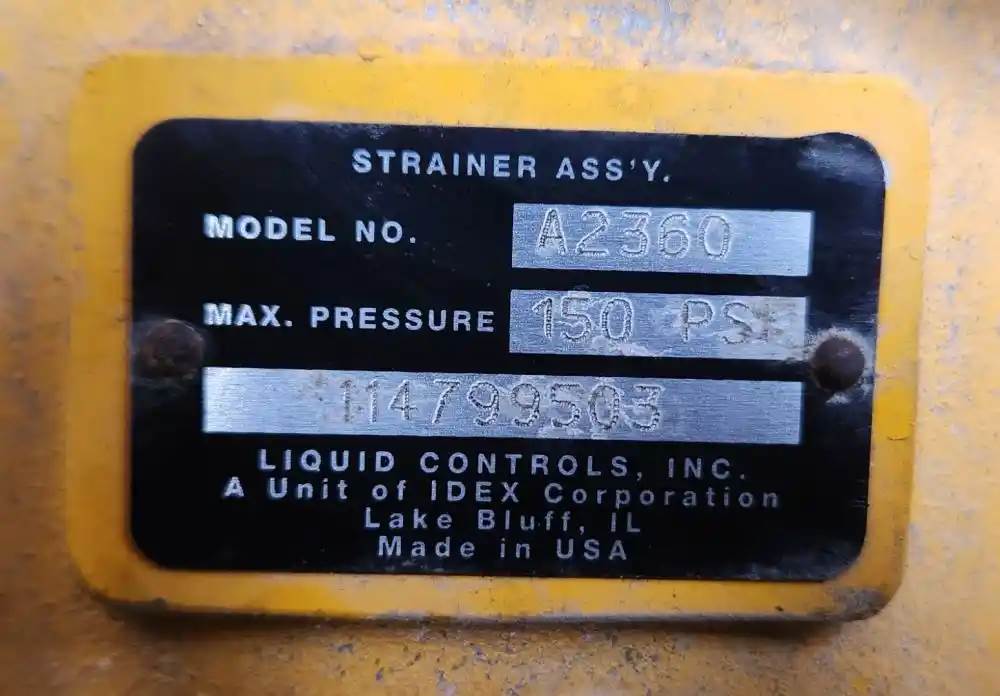 STRAINER ASS'Y.
MODEL NO. A2360
MAX. PRESSURE 150 PSI
114799503
LIQUID CONTROLS, INC.
A Unit of IDEX Corporation
Lake Bluff, IL
Made in USA